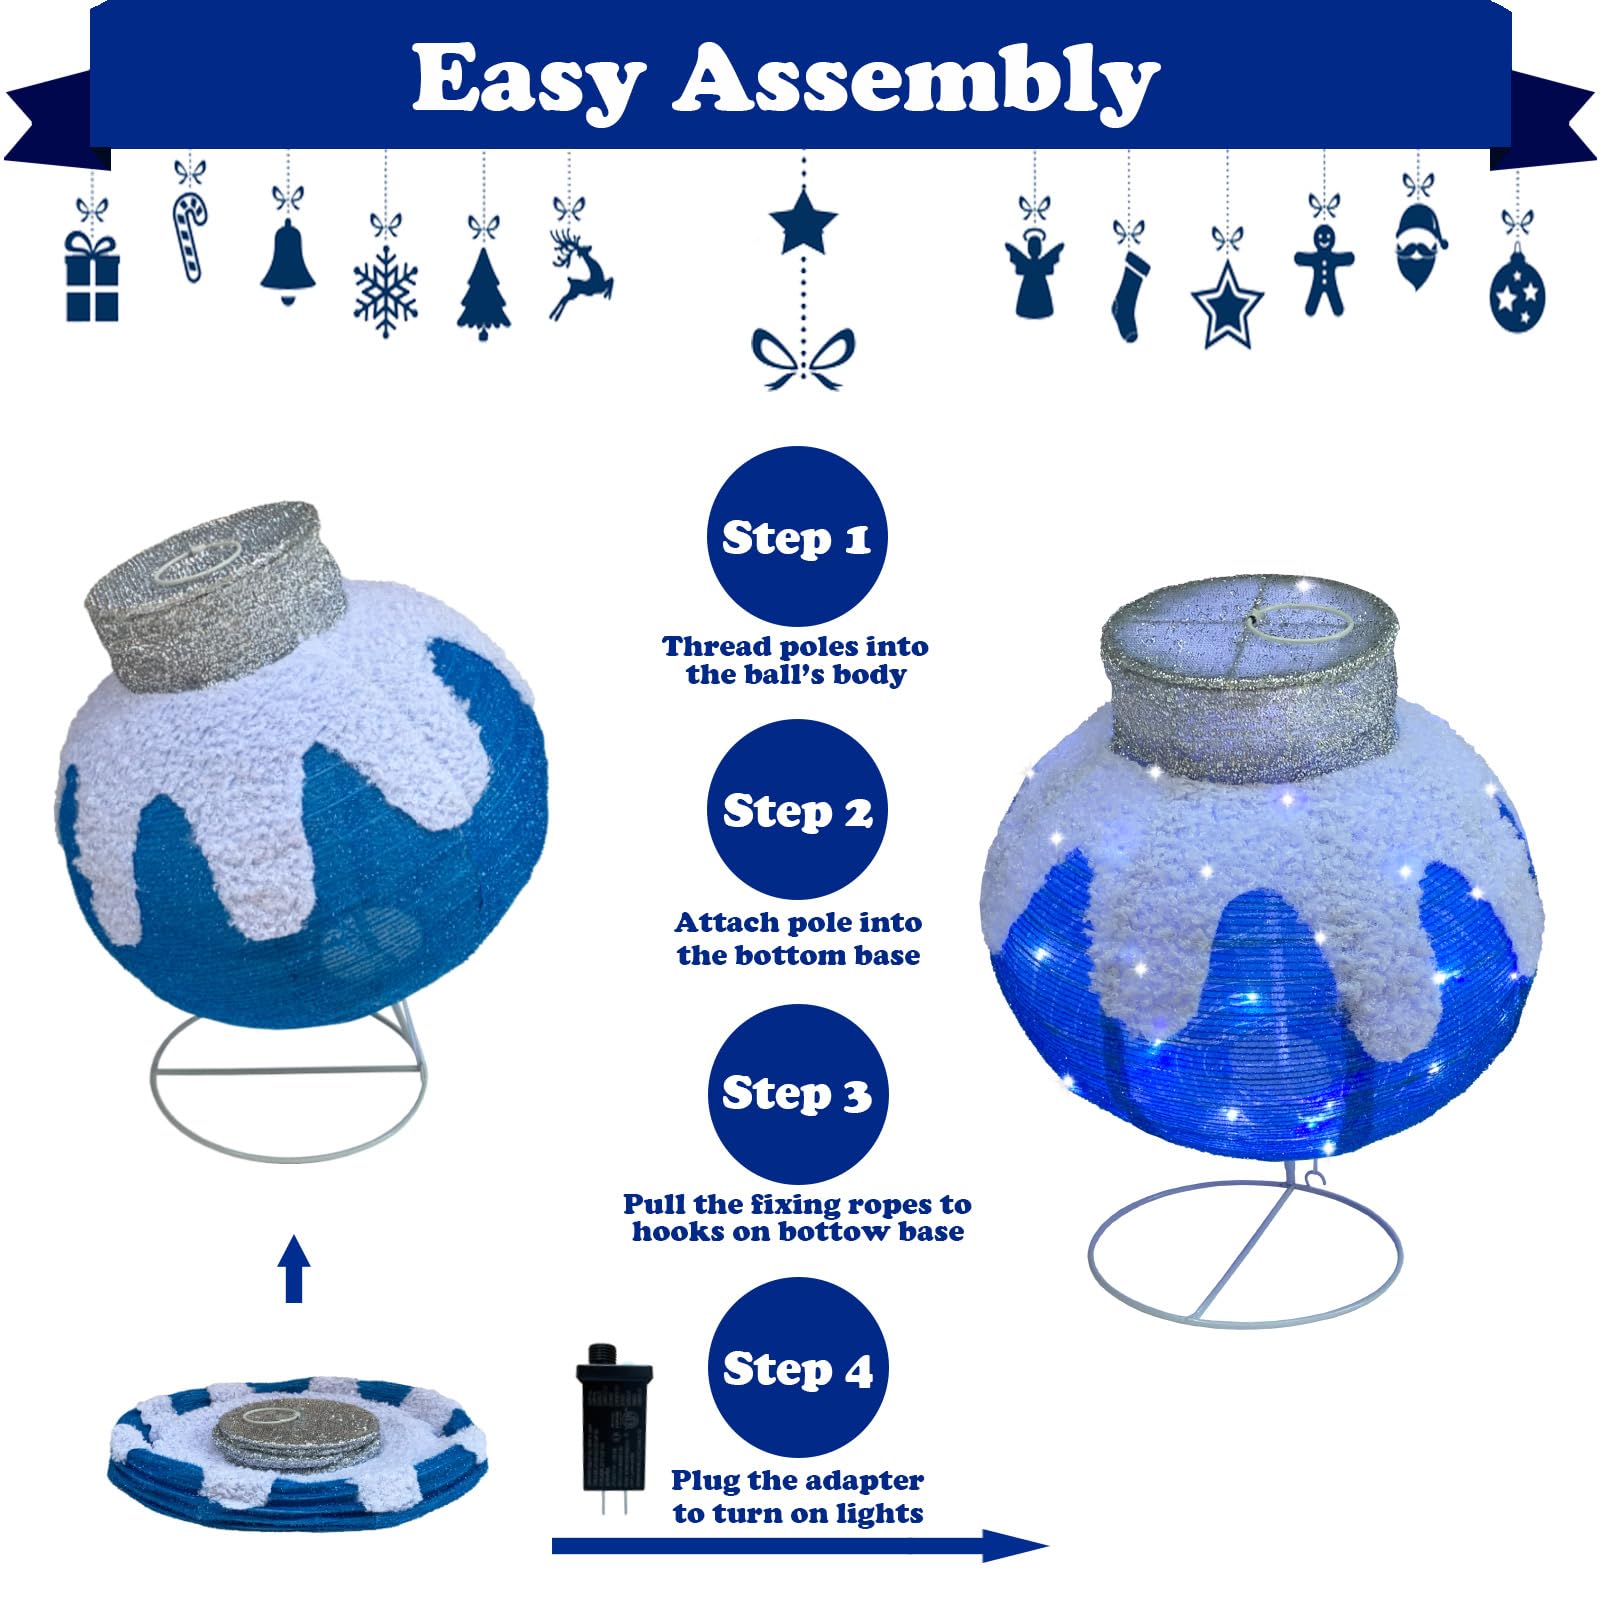 Easy Assembly
Step 1
Thread poles into
the ball's body
Step 2
Attach pole into
the bottom base
Step 3
Pull the fixing ropes to
hooks on bottow base
Step 4
Plug the adapter
to turn on lights